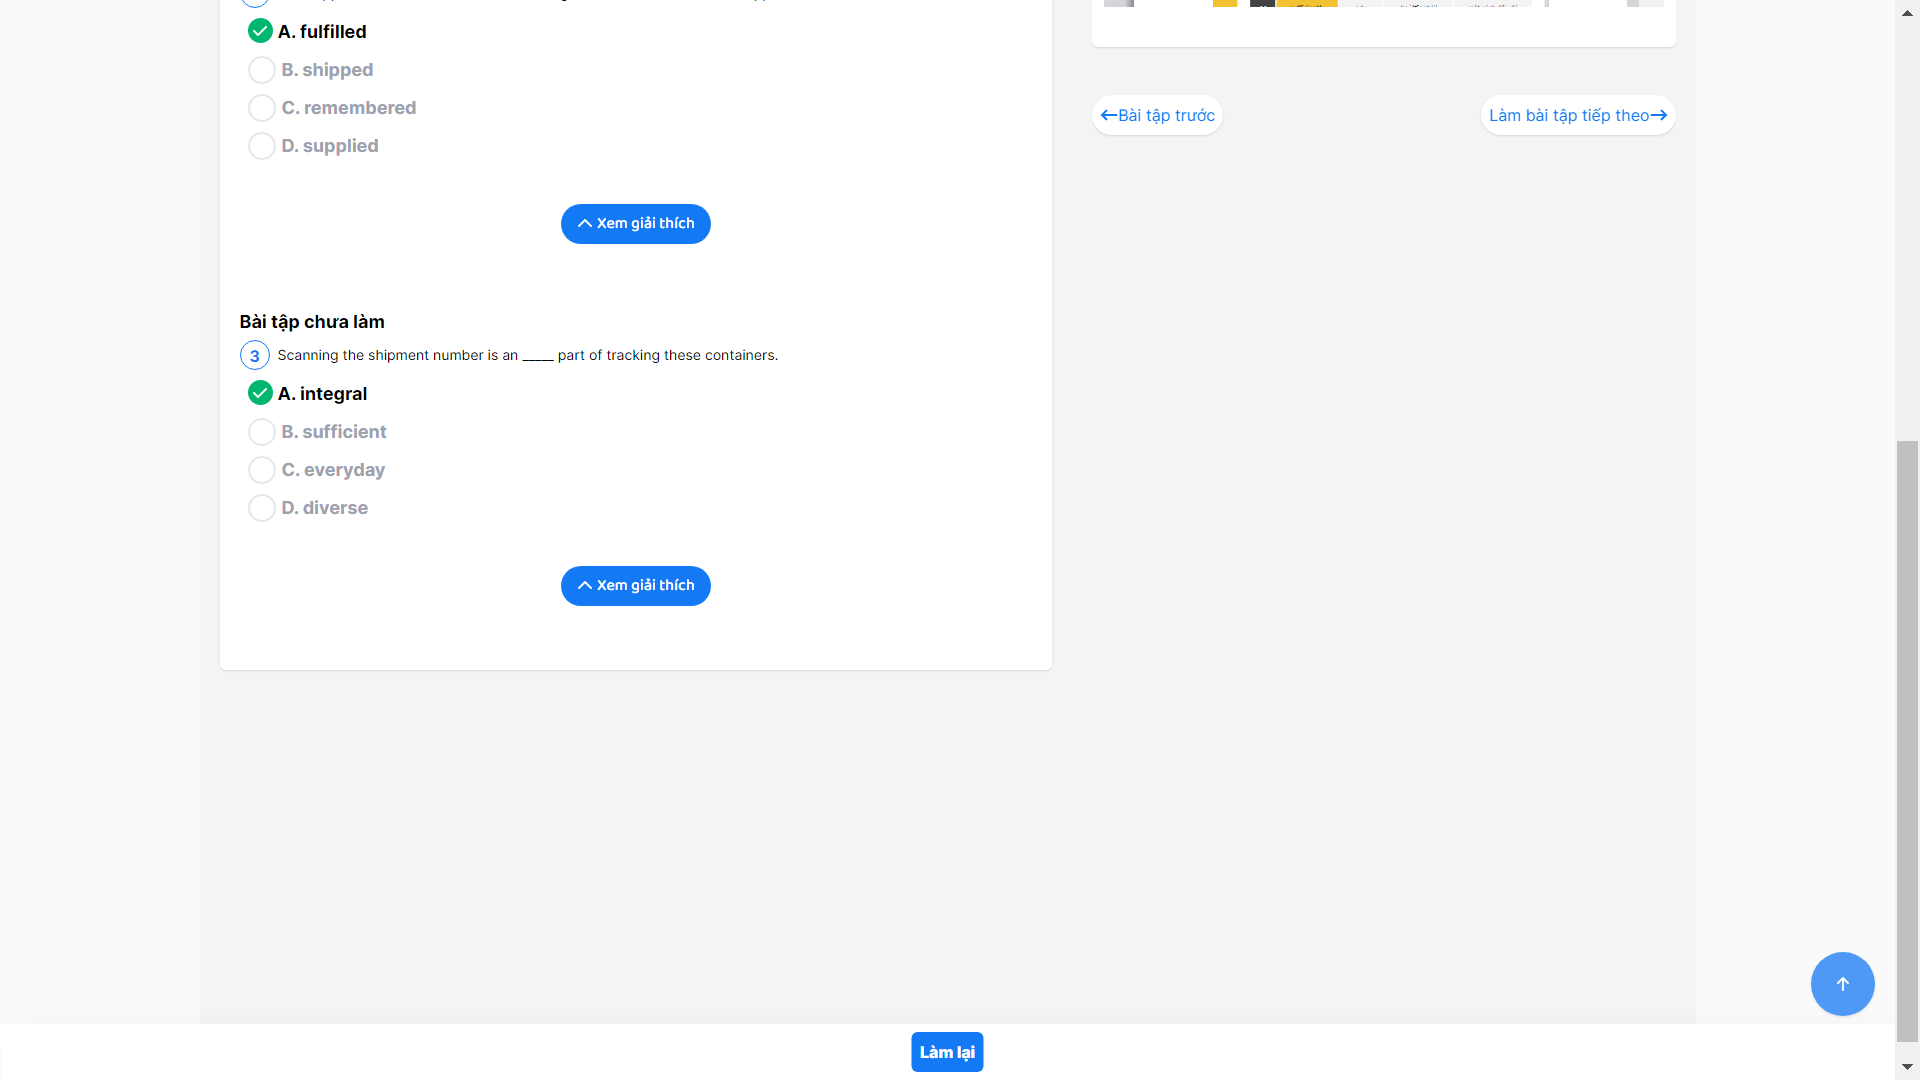 A. fulfilled
B. shipped
C. remembered
D. supplied
Xem giải thích
Bài tập chưa làm
3 Scanning the shipment number is an _____ part of tracking these containers.
A. integral
B. sufficient
C. everyday
D. diverse
Xem giải thích
Bài tập trước
Làm bài tập tiếp theo
Làm lại